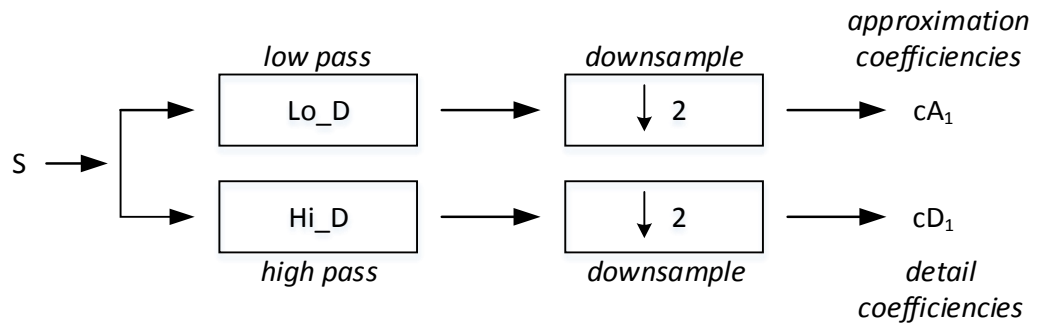 approximation
coefficiencies
low pass
downsample
Lo_D
↓ 2
cA₁
S
Hi_D
↓ 2
cD₁
high pass
downsample
detail
coefficiencies